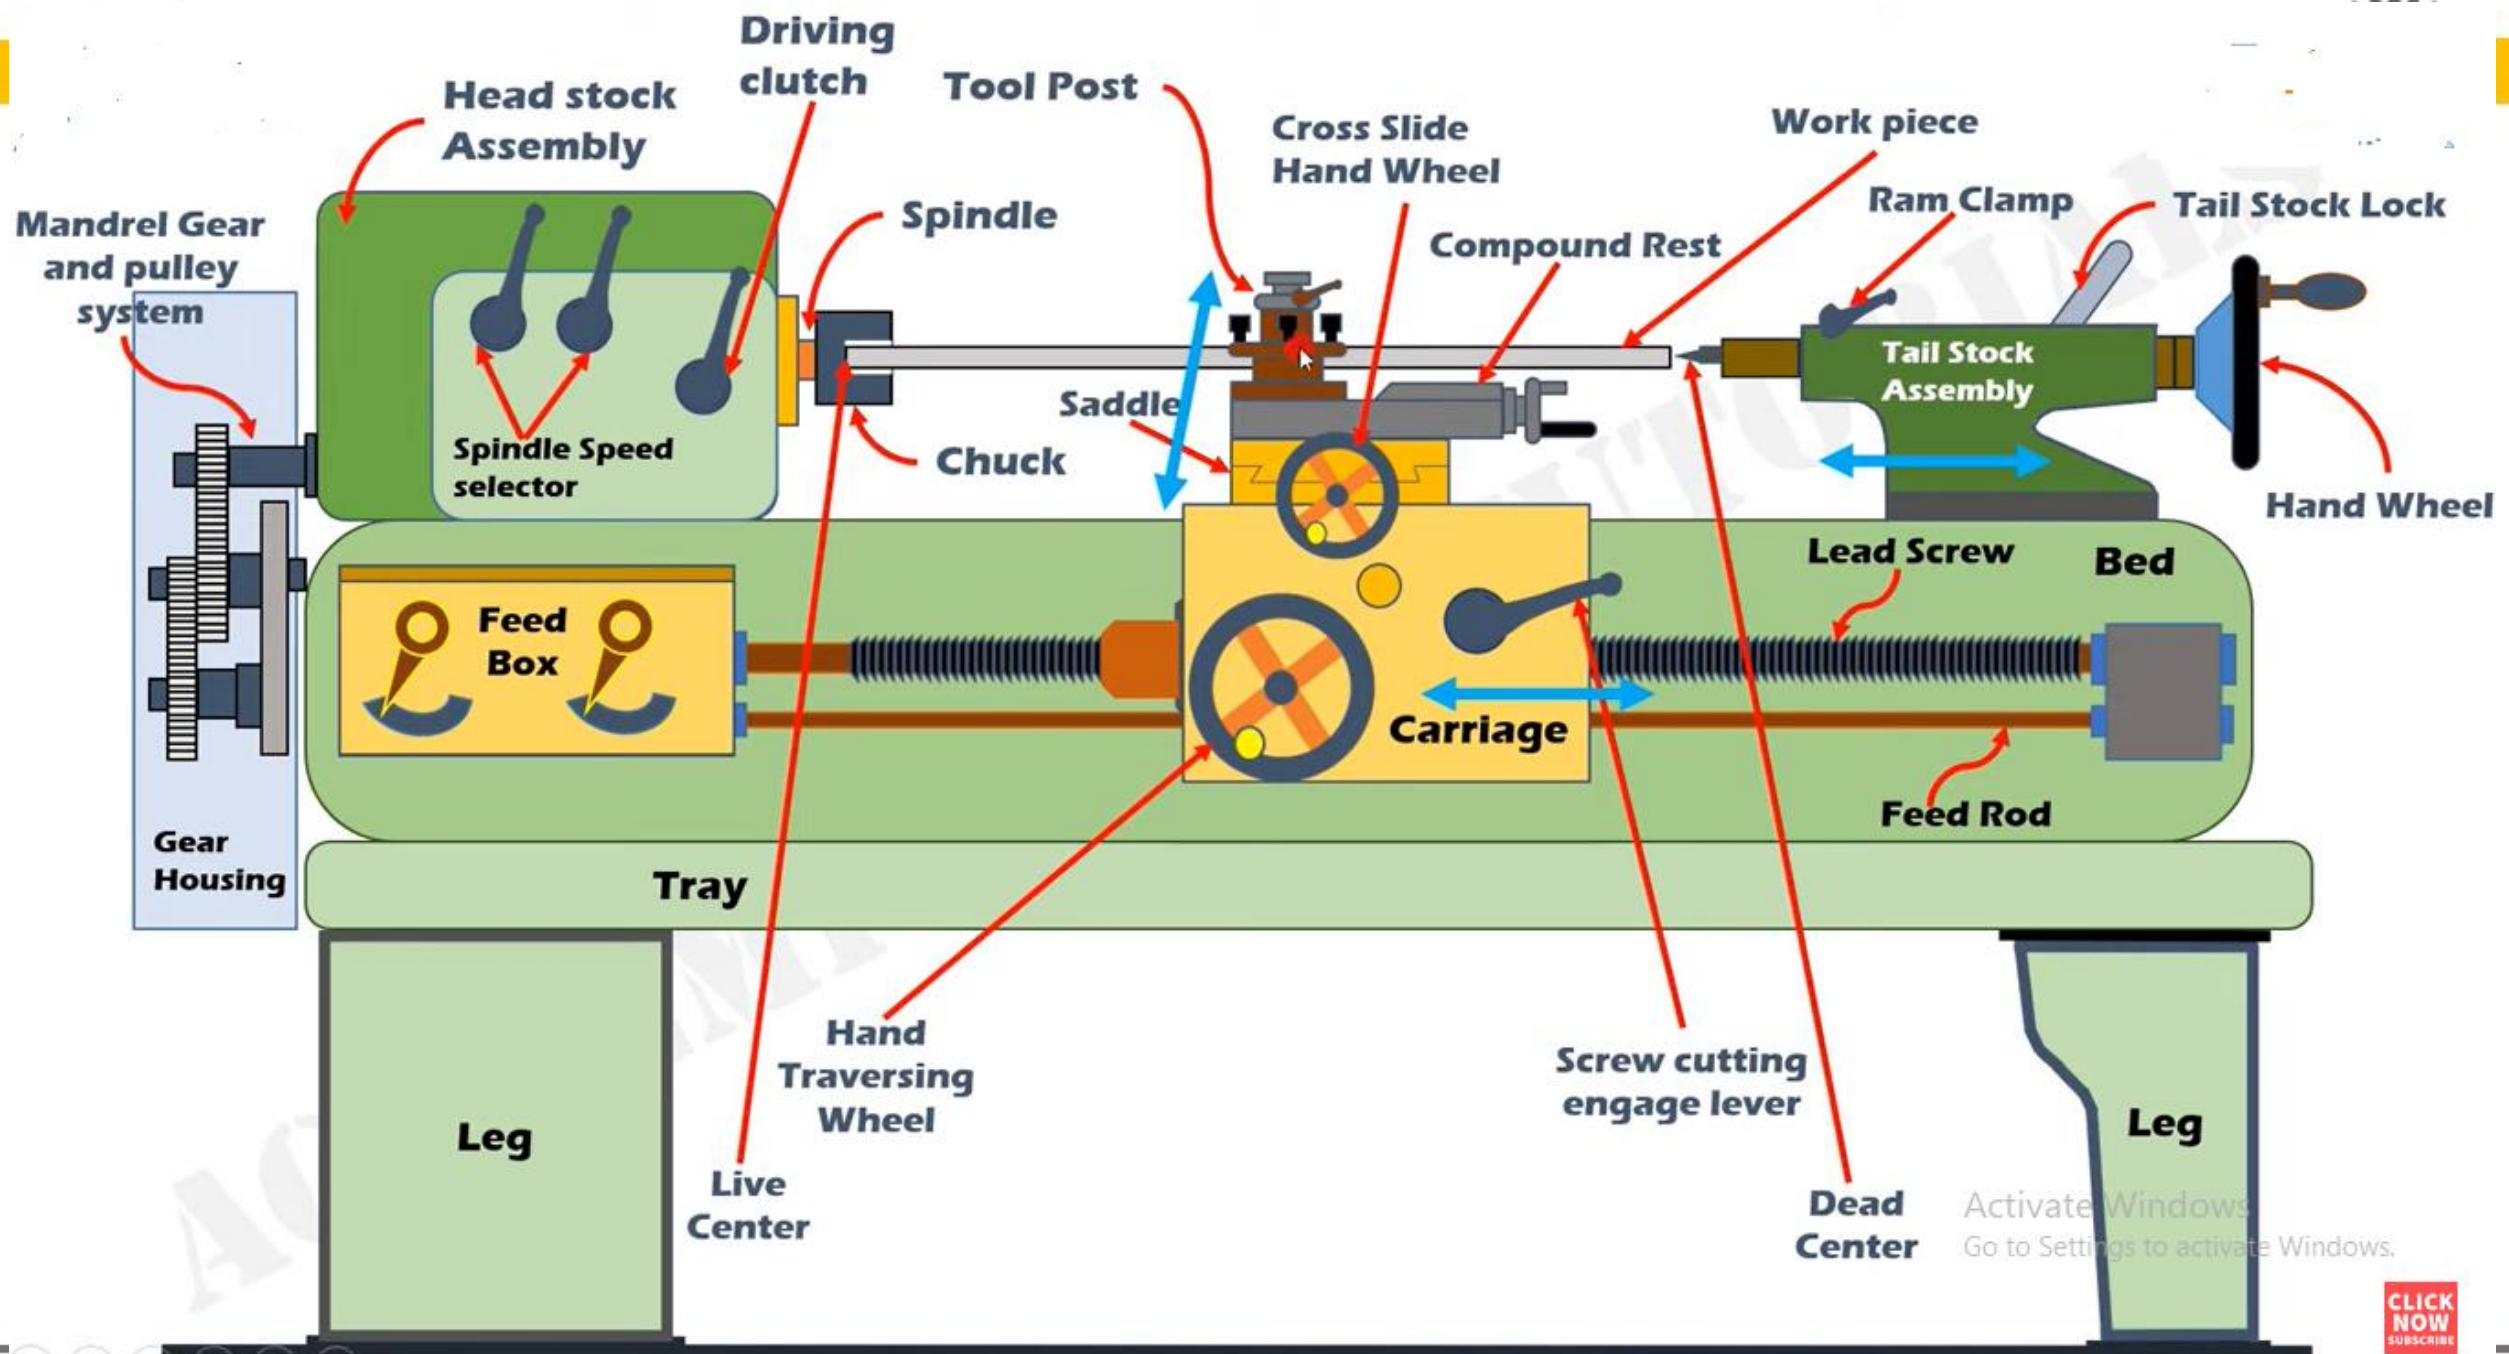 Driving
clutch
Head stock
Assembly
Tool Post
Cross Slide
Hand Wheel
Work piece
Ram Clamp
Tail Stock Lock
Mandrel Gear
and pulley
system
Spindle
Compound Rest
Tail Stock
Assembly
Saddle
Spindle Speed
selector
Chuck
Hand Wheel
Lead Screw
Bed
Feed
Box
Carriage
Feed Rod
Gear
Housing
Tray
Hand
Traversing
Wheel
Screw cutting
engage lever
Leg
Leg
Live
Center
Dead
Center
Activate Windows
Go to Settings to activate Windows.
CLICK
NOW
SUBSCRIBE